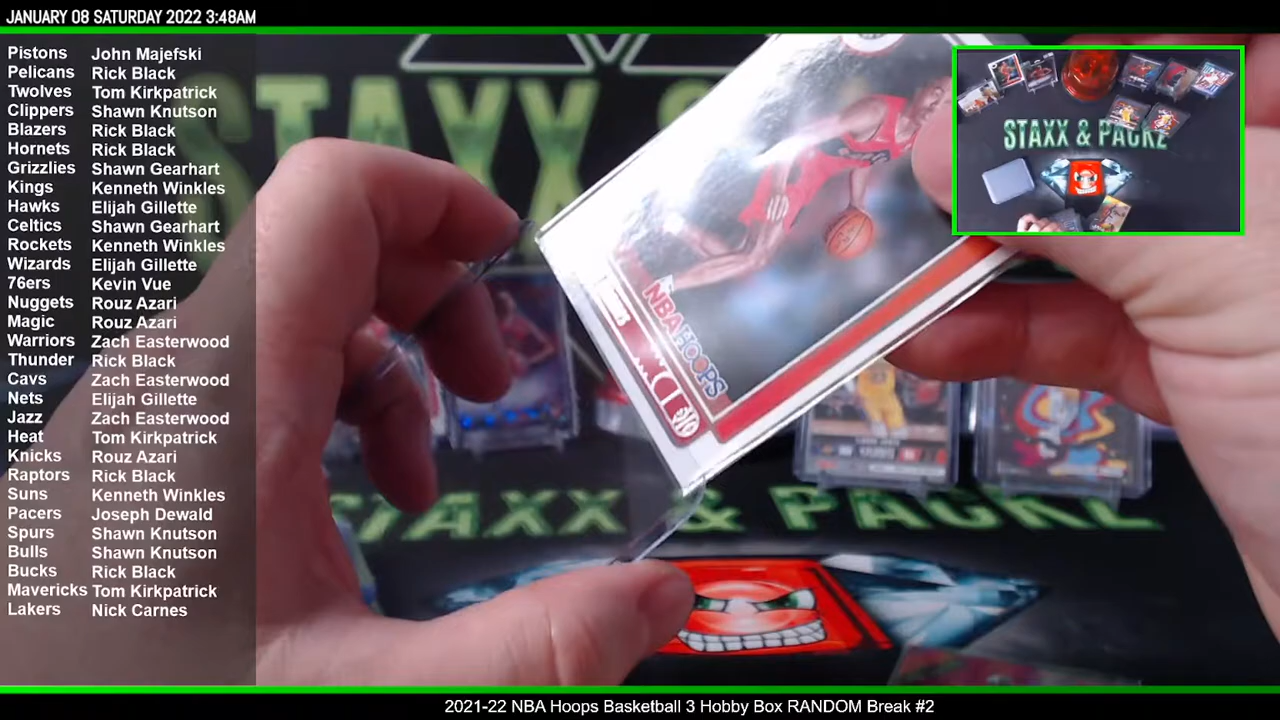 JANUARY 08 SATURDAY 2022 3:48AM
Pistons John Majefski
Pelicans Rick Black
Twolves Tom Kirkpatrick
Clippers Shawn Knutson
Blazers Rick Black
Hornets Rick Black
Grizzlies Shawn Gearhart
Kings Kenneth Winkles
Hawks Elijah Gillette
Celtics Shawn Gearhart
Rockets Kenneth Winkles
Wizards Elijah Gillette
76ers Kevin Vue
Nuggets Rouz Azari
Magic Rouz Azari
Warriors Zach Easterwood
Thunder Rick Black
Cavs Zach Easterwood
Nets Elijah Gillette
Jazz Zach Easterwood
Heat Tom Kirkpatrick
Knicks Rouz Azari
Raptors Rick Black
Suns Kenneth Winkles
Pacers Joseph Dewald
Spurs Shawn Knutson
Bulls Shawn Knutson
Bucks Rick Black
Mavericks Tom Kirkpatrick
Lakers Nick Carnes
STAXX &
STAXX & PACKZ
NBA HOOPS
STAXX & PACKZ
2021-22 NBA Hoops Basketball 3 Hobby Box RANDOM Break #2